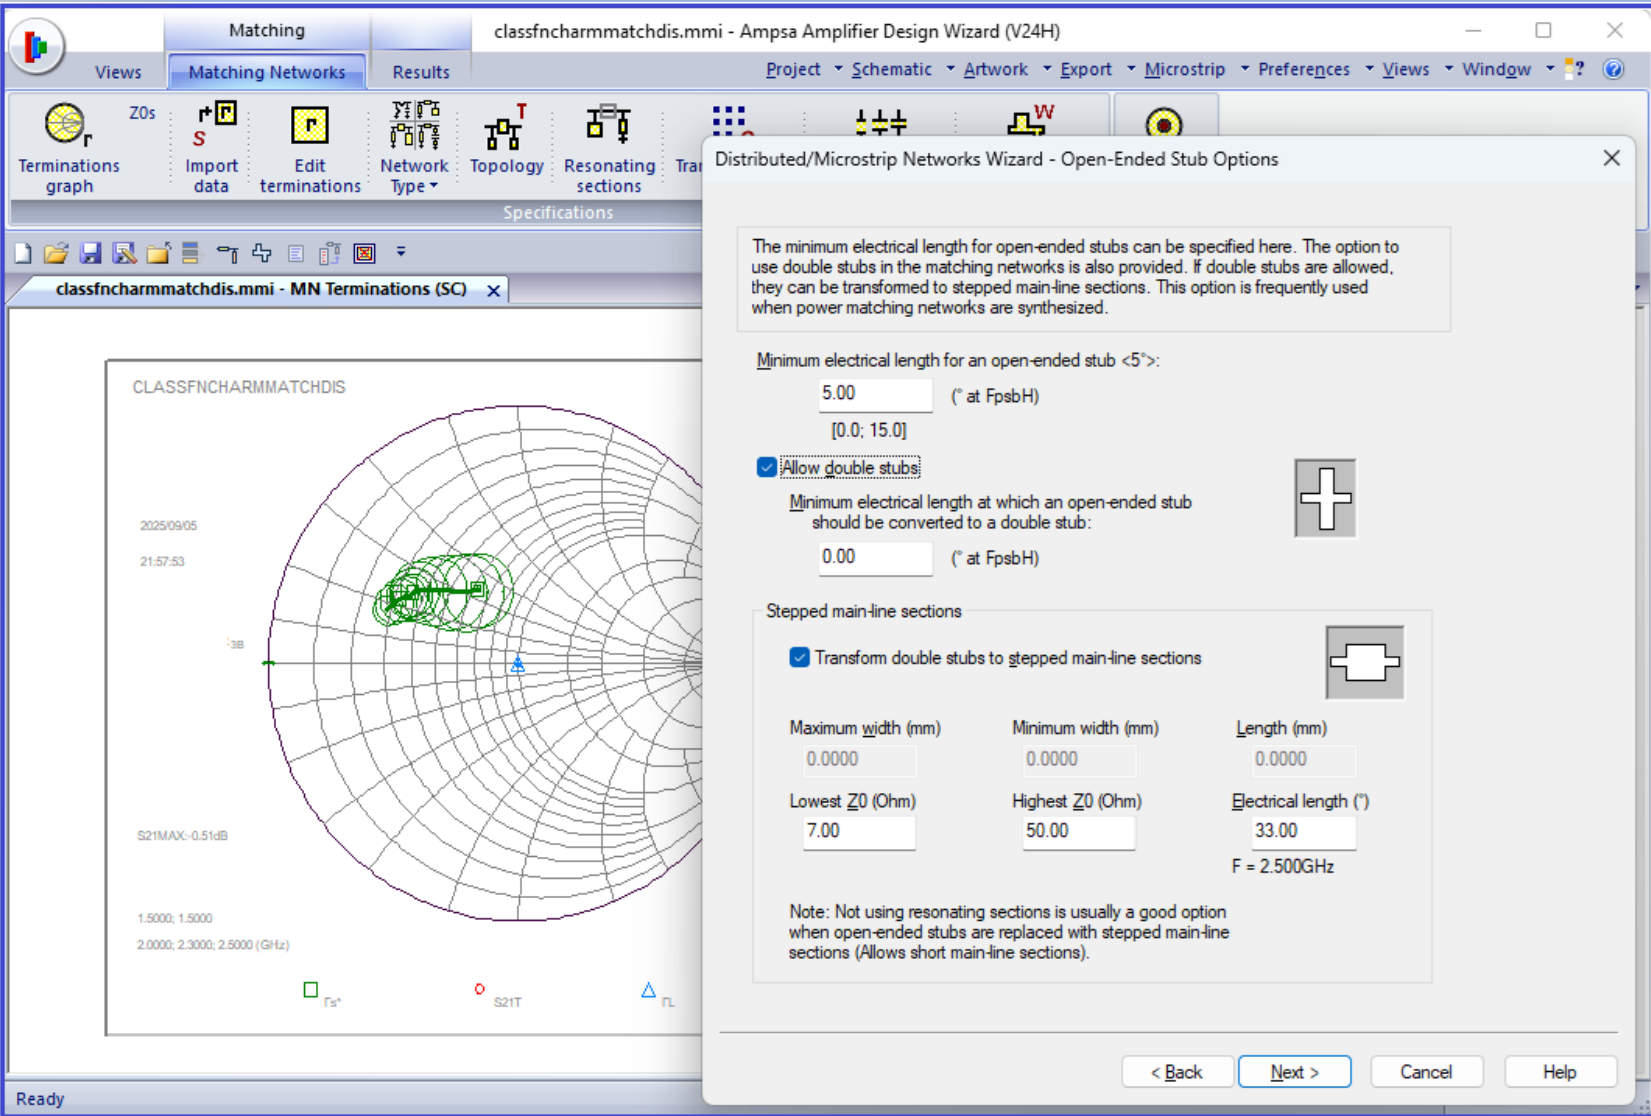 Matching
classfncharmmatchdis.mmi - Ampsa Amplifier Design Wizard (V24H)
Views
Matching Networks
Results
Project
Schematic
Artwork
Export
Microstrip
Preferences
Views
Window
Terminations
graph
Z0s
Import
data
Edit
terminations
Network
Type
Topology
Resonating
sections
Specifications
classfncharmmatchdis.mmi - MN Terminations (SC)
CLASSFNCHARMMATCHDIS
2025/09/05
21:57:53
S21MAX:-0.51dB
1.5000; 1.5000
2.0000; 2.3000; 2.5000 (GHz)
Γs*
S21T
ΓL
Ready
Distributed/Microstrip Networks Wizard - Open-Ended Stub Options
The minimum electrical length for open-ended stubs can be specified here. The option to
use double stubs in the matching networks is also provided. If double stubs are allowed,
they can be transformed to stepped main-line sections. This option is frequently used
when power matching networks are synthesized.
Minimum electrical length for an open-ended stub <5°>:
5.00
(° at FpsbH)
[0.0; 15.0]
Allow double stubs
Minimum electrical length at which an open-ended stub
should be converted to a double stub:
0.00
(° at FpsbH)
Stepped main-line sections
Transform double stubs to stepped main-line sections
Maximum width (mm)
Minimum width (mm)
Length (mm)
0.0000
0.0000
0.0000
Lowest Z0 (Ohm)
Highest Z0 (Ohm)
Electrical length (°)
7.00
50.00
33.00
F = 2.500GHz
Note: Not using resonating sections is usually a good option
when open-ended stubs are replaced with stepped main-line
sections (Allows short main-line sections).
< Back
Next >
Cancel
Help